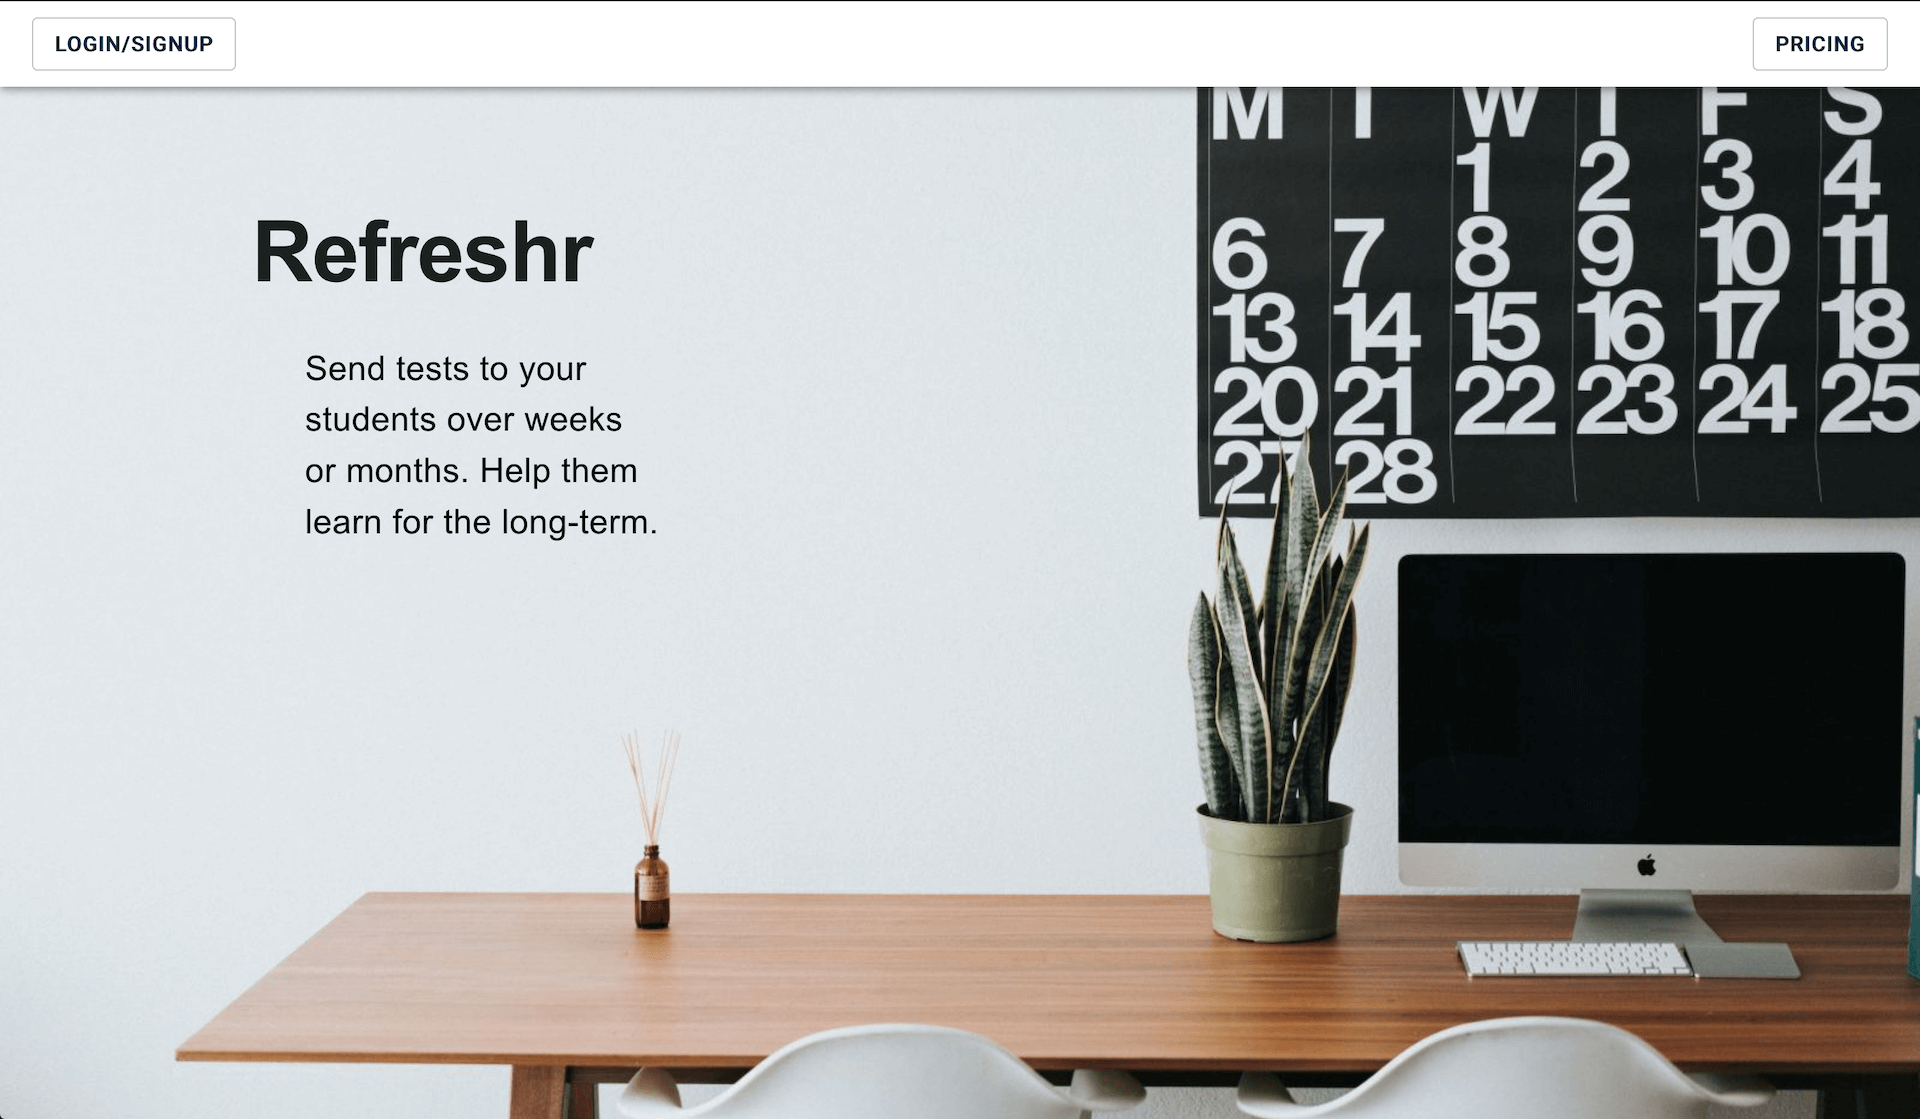 LOGIN/SIGNUP
PRICING
M T W T F S
1 2 3 4
6 7 8 9 10 11
13 14 15 16 17 18
20 21 22 23 24 25
27 28
Refreshr
Send tests to your
students over weeks
or months. Help them
learn for the long-term.